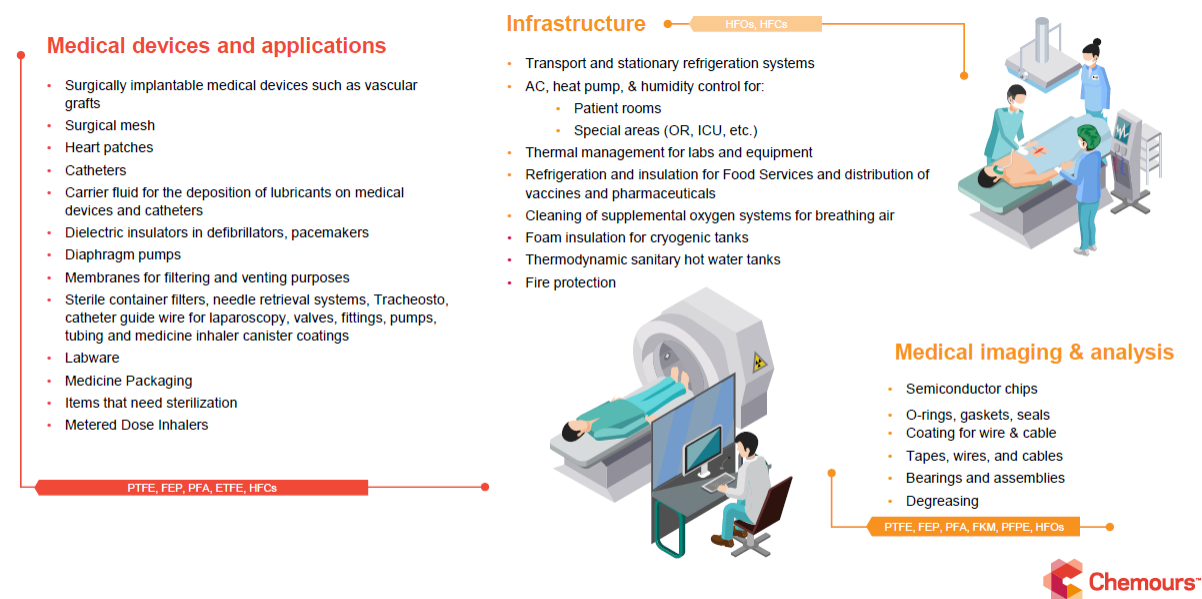 Medical devices and applications
• Surgically implantable medical devices such as vascular
grafts
• Surgical mesh
• Heart patches
• Catheters
• Carrier fluid for the deposition of lubricants on medical
devices and catheters
• Dielectric insulators in defibrillators, pacemakers
• Diaphragm pumps
• Membranes for filtering and venting purposes
• Sterile container filters, needle retrieval systems, Tracheosto,
catheter guide wire for laparoscopy, valves, fittings, pumps,
tubing and medicine inhaler canister coatings
• Labware
• Medicine Packaging
• Items that need sterilization
• Metered Dose Inhalers
PTFE, FEP, PFA, ETFE, HFCs
Infrastructure
HFOs, HFCs
• Transport and stationary refrigeration systems
• AC, heat pump, & humidity control for:
• Patient rooms
• Special areas (OR, ICU, etc.)
• Thermal management for labs and equipment
• Refrigeration and insulation for Food Services and distribution of
vaccines and pharmaceuticals
• Cleaning of supplemental oxygen systems for breathing air
• Foam insulation for cryogenic tanks
• Thermodynamic sanitary hot water tanks
• Fire protection
Medical imaging & analysis
• Semiconductor chips
• O-rings, gaskets, seals
• Coating for wire & cable
• Tapes, wires, and cables
• Bearings and assemblies
• Degreasing
PTFE, FEP, PFA, FKM, PFPE, HFOs
Chemours™